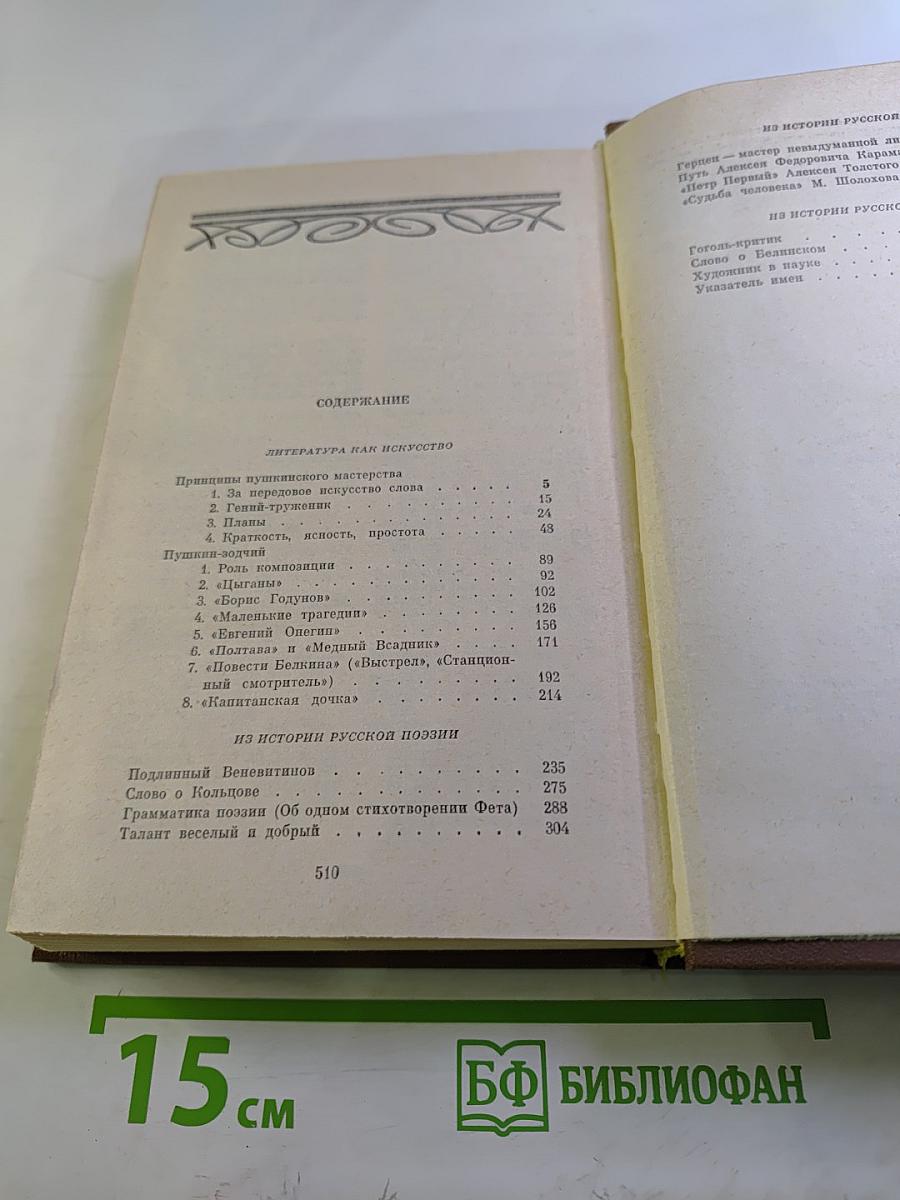 СОДЕРЖАНИЕ
ЛИТЕРАТУРА КАК ИСКУССТВО
Принципы пушкинского мастерства
1. За передовое искусство слова . . . . . 5
2. Гений-труженик . . . . . . . . . 15
3. Планы . . . . . . . . . . . . . 24
4. Краткость, ясность, простота . . . . . 48
Пушкин-зодчий
1. Роль композиции . . . . . . . . . 89
2. «Цыганы» . . . . . . . . . . . . 92
3. «Борис Годунов» . . . . . . . . . 102
4. «Маленькие трагедии» . . . . . . . 126
5. «Евгений Онегин» . . . . . . . . . 156
6. «Полтава» и «Медный Всадник» . . . . 171
7. «Повести Белкина» («Выстрел», «Станцион-
ный смотритель») . . . . . . . . . 192
8. «Капитанская дочка» . . . . . . . . 214
ИЗ ИСТОРИИ РУССКОЙ ПОЭЗИИ
Подлинный Веневитинов . . . . . . . . . . 235
Слово о Кольцове . . . . . . . . . . . . 275
Грамматика поэзии (Об одном стихотворении Фета) 288
Талант веселый и добрый . . . . . . . . . 304
510
ИЗ ИСТОРИИ РУССКОЙ
Герцен — мастер невыдуманной
Путь Алексея Федоровича
«Петр Первый» Алексея Толстого
«Судьба человека» М. Шолохова
ИЗ ИСТОРИИ
Гоголь-критик . . . .
Слово о Белинском . . .
Художник в науке . . . .
Указатель имен . . . .
15 см
БФ БИБЛИОФАН